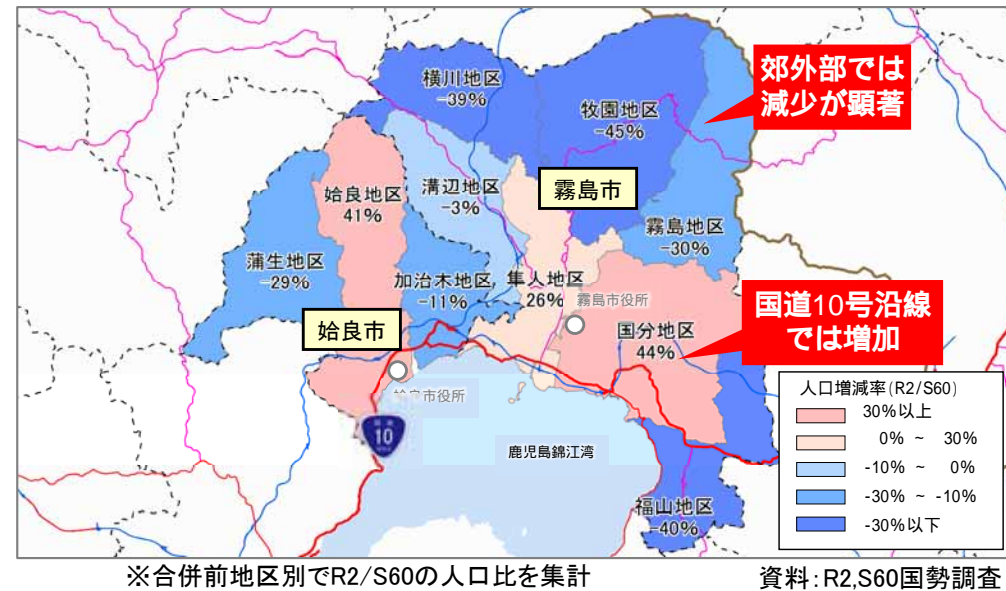 横川地区
-39%
郊外部では
減少が顕著
牧園地区
-45%
姶良地区
41%
溝辺地区
-3%
霧島市
霧島地区
-30%
蒲生地区
-29%
加治木地区
-11%
隼人地区
26%
霧島市役所
国道10号沿線
では増加
姶良市
国分地区
44%
姶良市役所
10
鹿児島錦江湾
福山地区
-40%
人口増減率(R2/S60)
30%以上
0% ~ 30%
-10% ~ 0%
-30% ~ -10%
-30%以下
※合併前地区別でR2/S60の人口比を集計
資料:R2,S60国勢調査